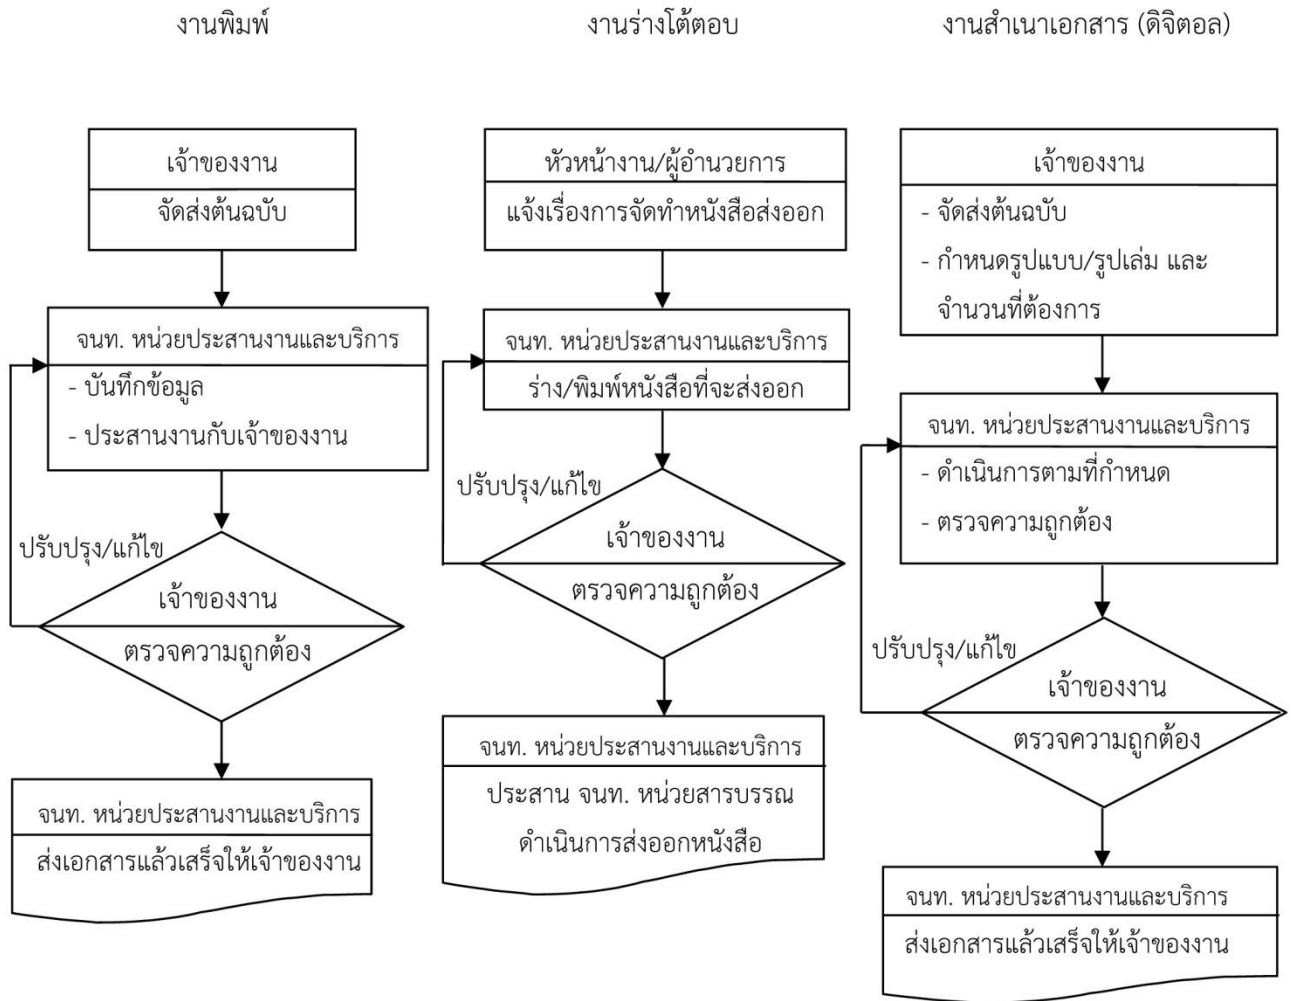 งานพิมพ์
งานร่างโต้ตอบ
งานสำเนาเอกสาร (ดิจิตอล)
เจ้าของงาน
จัดส่งต้นฉบับ
จนท. หน่วยประสานงานและบริการ
- บันทึกข้อมูล
- ประสานงานกับเจ้าของงาน
ปรับปรุง/แก้ไข
เจ้าของงาน
ตรวจความถูกต้อง
จนท. หน่วยประสานงานและบริการ
ส่งเอกสารแล้วเสร็จให้เจ้าของงาน
หัวหน้างาน/ผู้อำนวยการ
แจ้งเรื่องการจัดทำหนังสือส่งออก
จนท. หน่วยประสานงานและบริการ
ร่าง/พิมพ์หนังสือที่จะส่งออก
ปรับปรุง/แก้ไข
เจ้าของงาน
ตรวจความถูกต้อง
จนท. หน่วยประสานงานและบริการ
ประสาน จนท. หน่วยสารบรรณ
ดำเนินการส่งออกหนังสือ
เจ้าของงาน
- จัดส่งต้นฉบับ
- กำหนดรูปแบบ/รูปเล่ม และ
จำนวนที่ต้องการ
จนท. หน่วยประสานงานและบริการ
- ดำเนินการตามที่กำหนด
- ตรวจความถูกต้อง
ปรับปรุง/แก้ไข
เจ้าของงาน
ตรวจความถูกต้อง
จนท. หน่วยประสานงานและบริการ
ส่งเอกสารแล้วเสร็จให้เจ้าของงาน